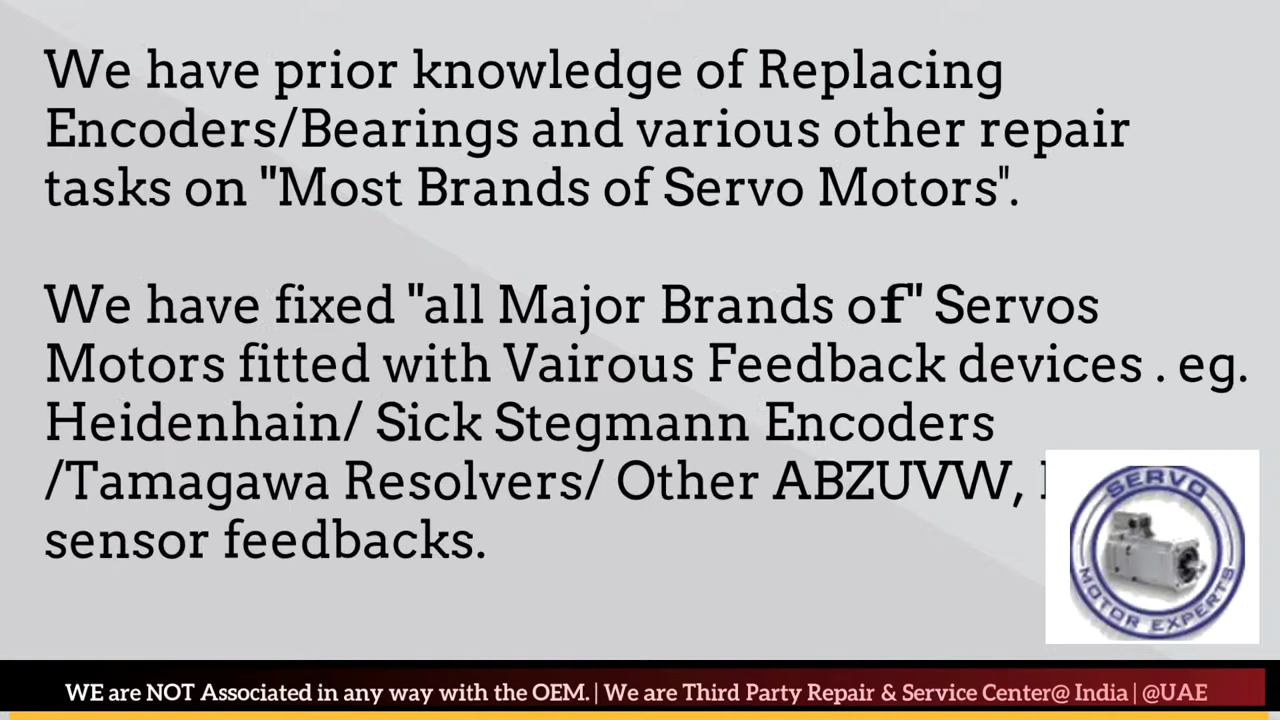 We have prior knowledge of Replacing
Encoders/Bearings and various other repair
tasks on "Most Brands of Servo Motors".
We have fixed "all Major Brands of" Servos
Motors fitted with Vairous Feedback devices . eg.
Heidenhain/ Sick Stegmann Encoders
/Tamagawa Resolvers/ Other ABZUVW,
sensor feedbacks.
SERVO
MOTOR EXPERTS
WE are NOT Associated in any way with the OEM. | We are Third Party Repair & Service Center@ India | @UAE